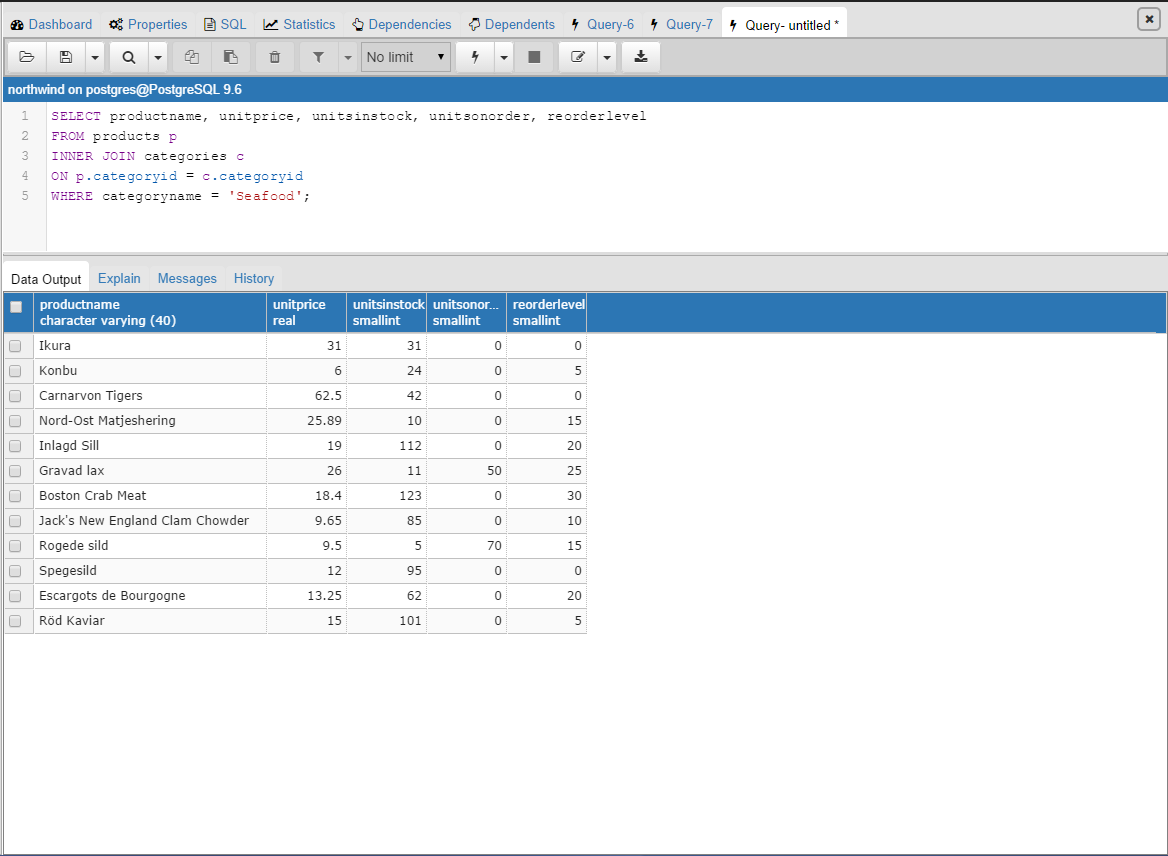 Dashboard Properties SQL Statistics Dependencies Dependents Query-6 Query-7 Query- untitled *
No limit
northwind on postgres@PostgreSQL 9.6
1 SELECT productname, unitprice, unitsinstock, unitsonorder, reorderlevel
2 FROM products p
3 INNER JOIN categories c
4 ON p.categoryid = c.categoryid
5 WHERE categoryname = 'Seafood';
Data Output Explain Messages History
productname unitprice unitsinstock unitsonor... reorderlevel
character varying (40) real smallint smallint smallint
Ikura 31 31 0 0
Konbu 6 24 0 5
Carnarvon Tigers 62.5 42 0 0
Nord-Ost Matjeshering 25.89 10 0 15
Inlagd Sill 19 112 0 20
Gravad lax 26 11 50 25
Boston Crab Meat 18.4 123 0 30
Jack's New England Clam Chowder 9.65 85 0 10
Rogede sild 9.5 5 70 15
Spegesild 12 95 0 0
Escargots de Bourgogne 13.25 62 0 20
Röd Kaviar 15 101 0 5